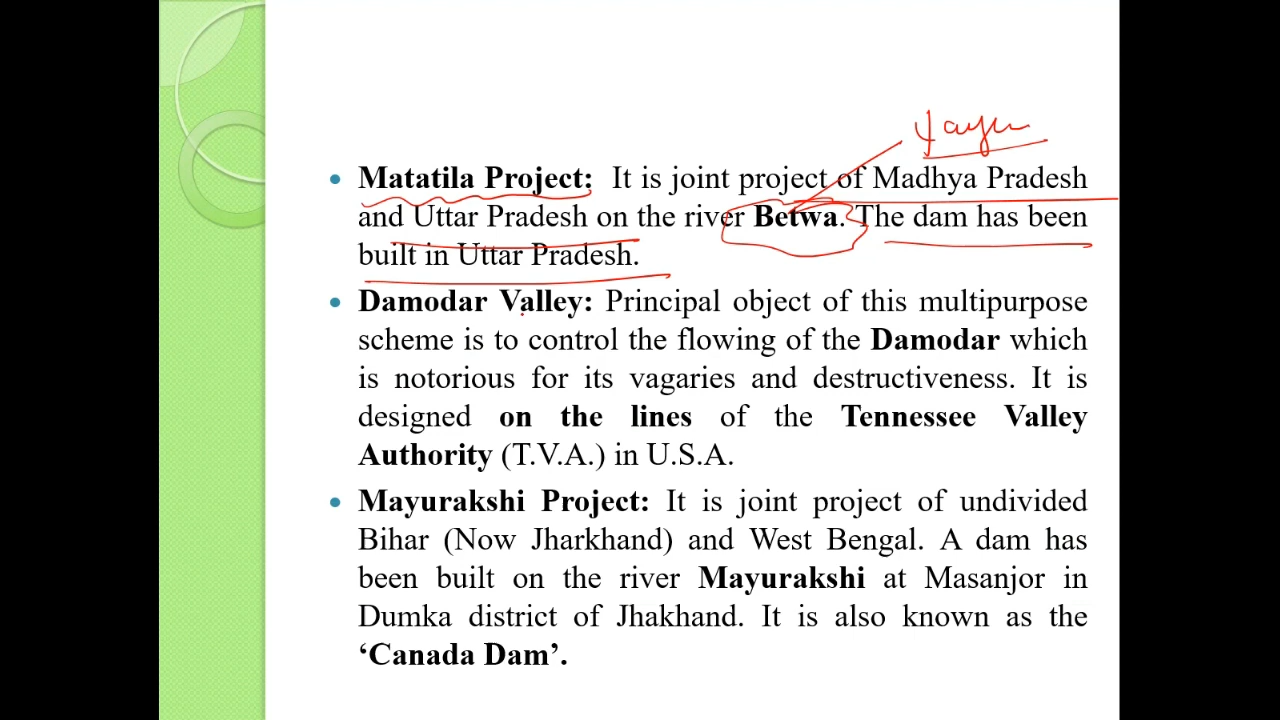 Matatila Project: It is joint project of Madhya Pradesh
and Uttar Pradesh on the river Betwa. The dam has been
built in Uttar Pradesh.
Damodar Valley: Principal object of this multipurpose
scheme is to control the flowing of the Damodar which
is notorious for its vagaries and destructiveness. It is
designed on the lines of the Tennessee Valley
Authority (T.V.A.) in U.S.A.
Mayurakshi Project: It is joint project of undivided
Bihar (Now Jharkhand) and West Bengal. A dam has
been built on the river Mayurakshi at Masanjor in
Dumka district of Jhakhand. It is also known as the
‘Canada Dam’.